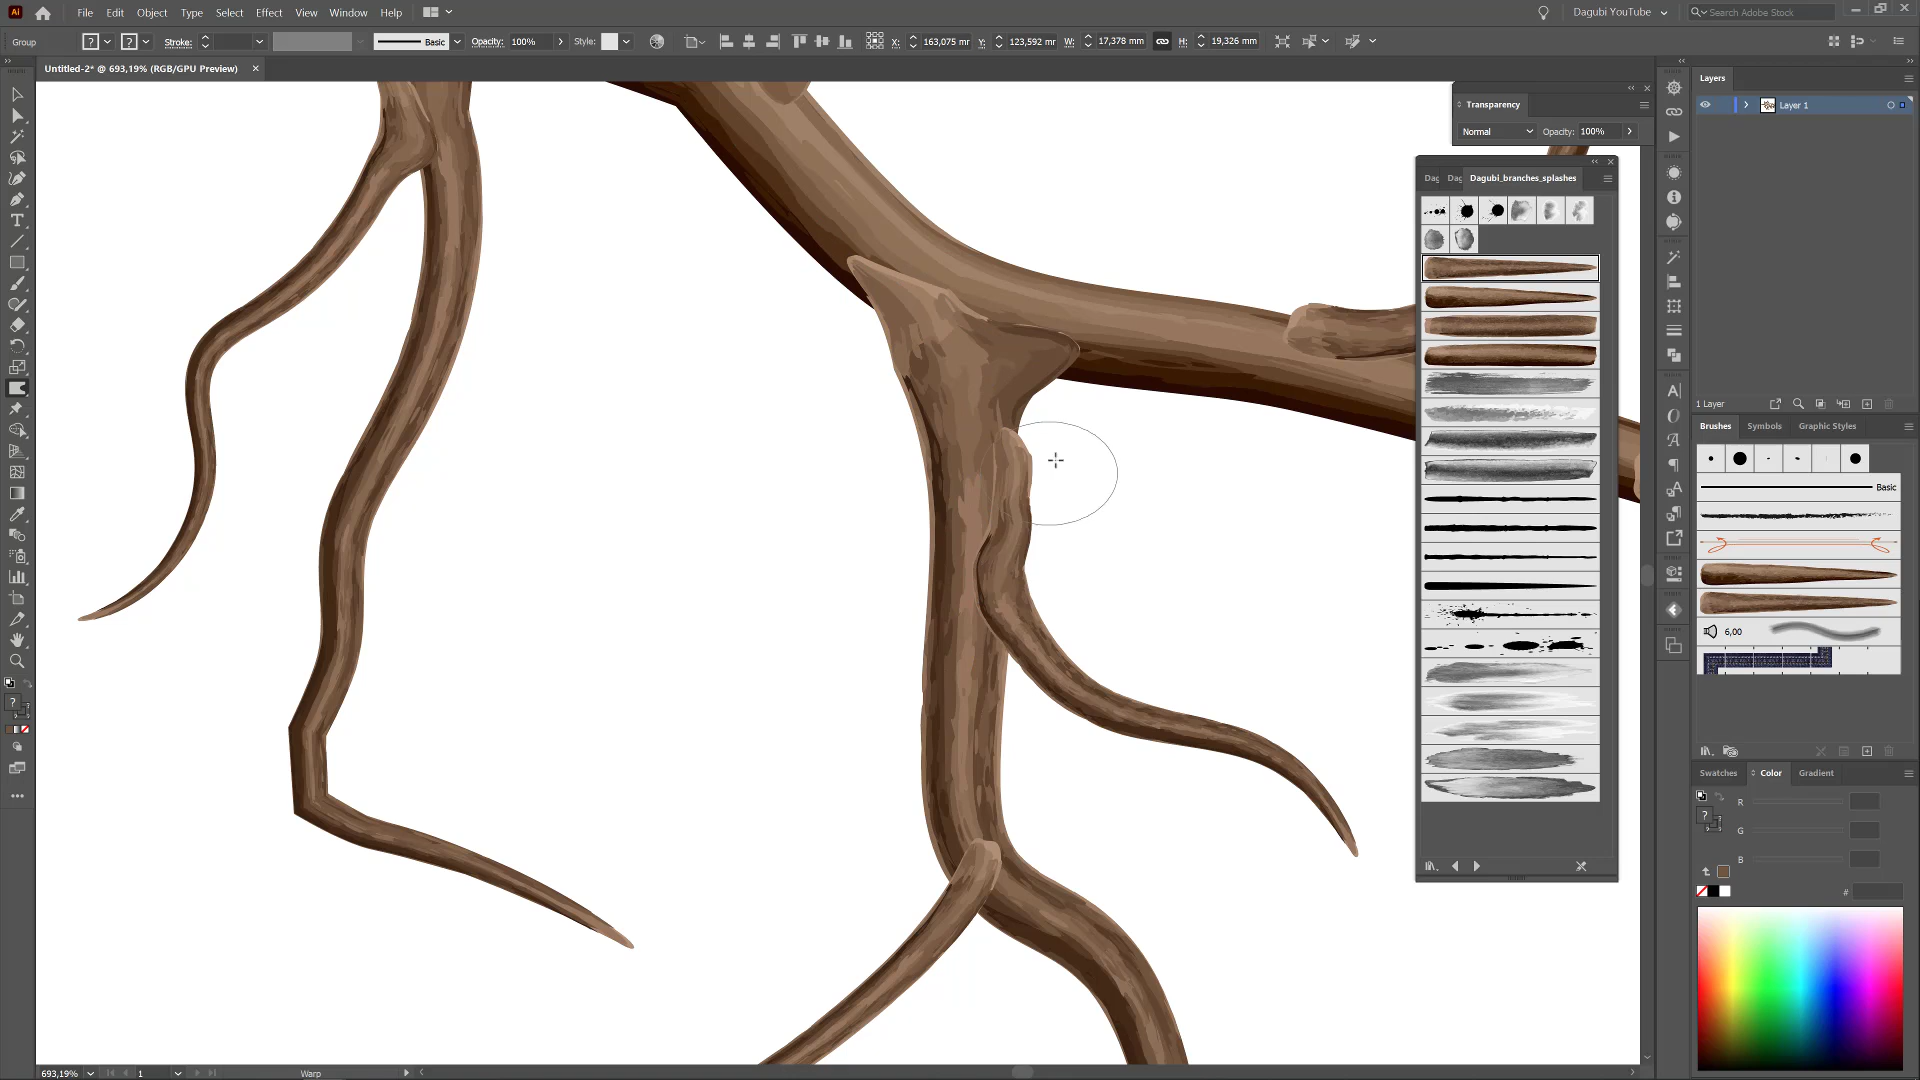 Ai File Edit Object Type Select Effect View Window Help Dagubi YouTube Search Adobe Stock
Group ? ? Stroke: Basic Opacity: 100% Style: X: 163,075 mr Y: 123,592 mr W: 17,378 mm H: 19,326 mm
Untitled-2* @ 693,19% (RGB/GPU Preview)
Layers
Layer 1
Transparency
Normal Opacity: 100%
Dag Dag Dagubi_branches_splashes
1 Layer
Brushes Symbols Graphic Styles
Basic
6,00
Swatches Color Gradient
R
G
B
?
#
?
693,19% 1 Warp